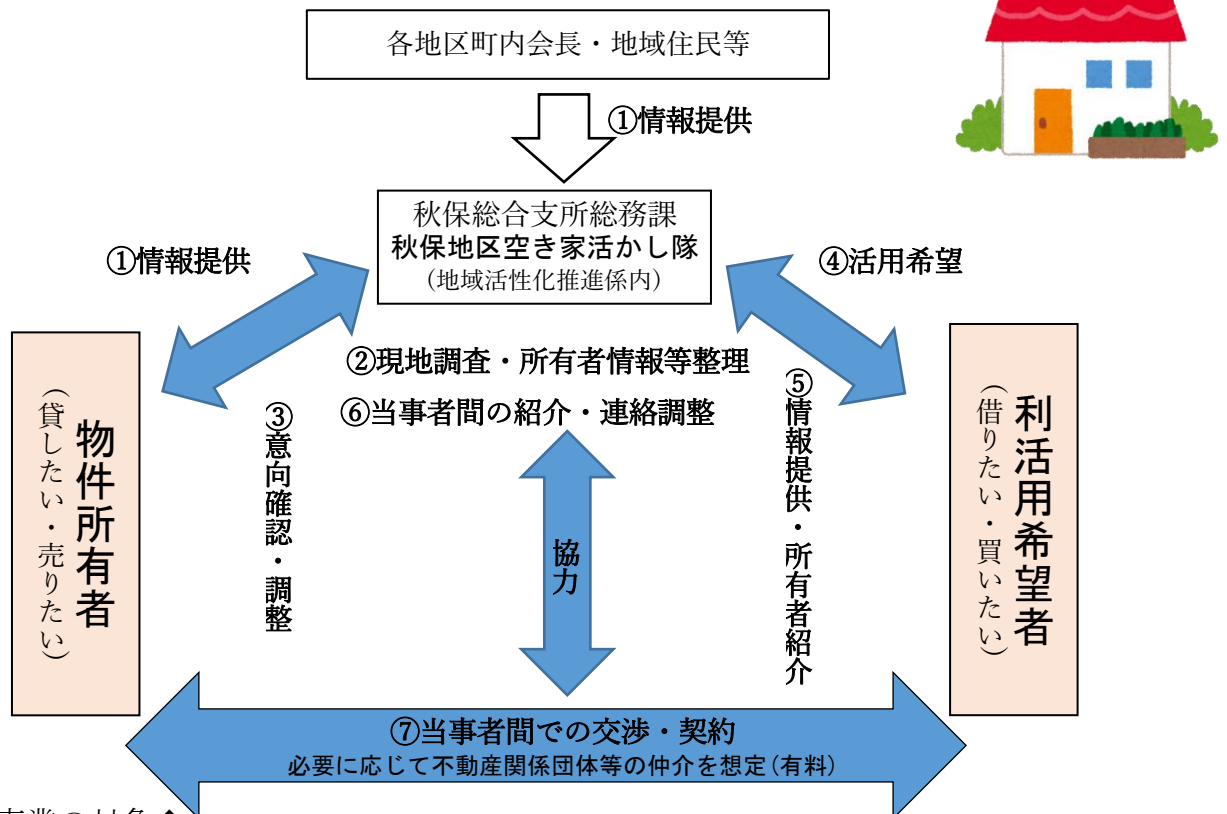 各地区町内会長・地域住民等
①情報提供
秋保総合支所総務課
秋保地区空き家活かし隊
（地域活性化推進係内）
①情報提供
④活用希望
②現地調査・所有者情報等整理
⑥当事者間の紹介・連絡調整
③意向確認・調整
⑤情報提供・所有者紹介
物件所有者
（貸したい・売りたい）
利活用希望者
（借りたい・買いたい）
協力
⑦当事者間での交渉・契約
必要に応じて不動産関係団体等の仲介を想定(有料)